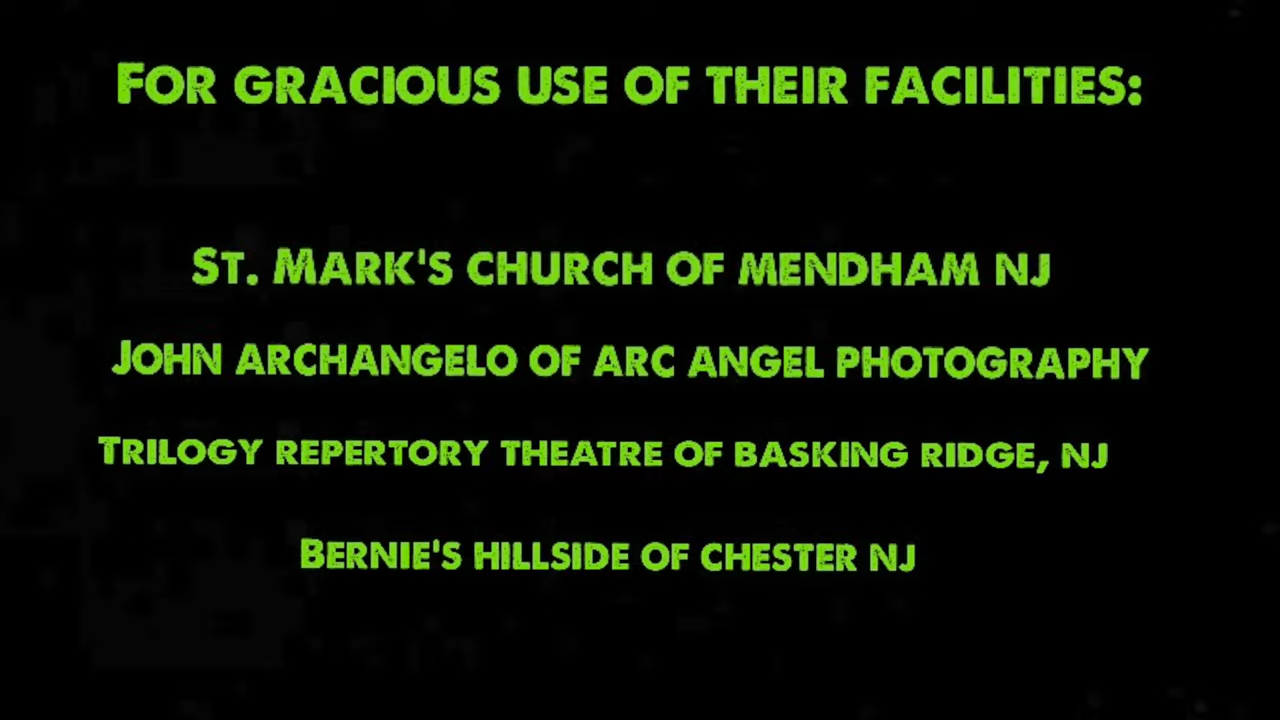 FOR GRACIOUS USE OF THEIR FACILITIES:
ST. MARK'S CHURCH OF MENDHAM NJ
JOHN ARCHANGELO OF ARC ANGEL PHOTOGRAPHY
TRILOGY REPERTORY THEATRE OF BASKING RIDGE, NJ
BERNIE'S HILLSIDE OF CHESTER NJ